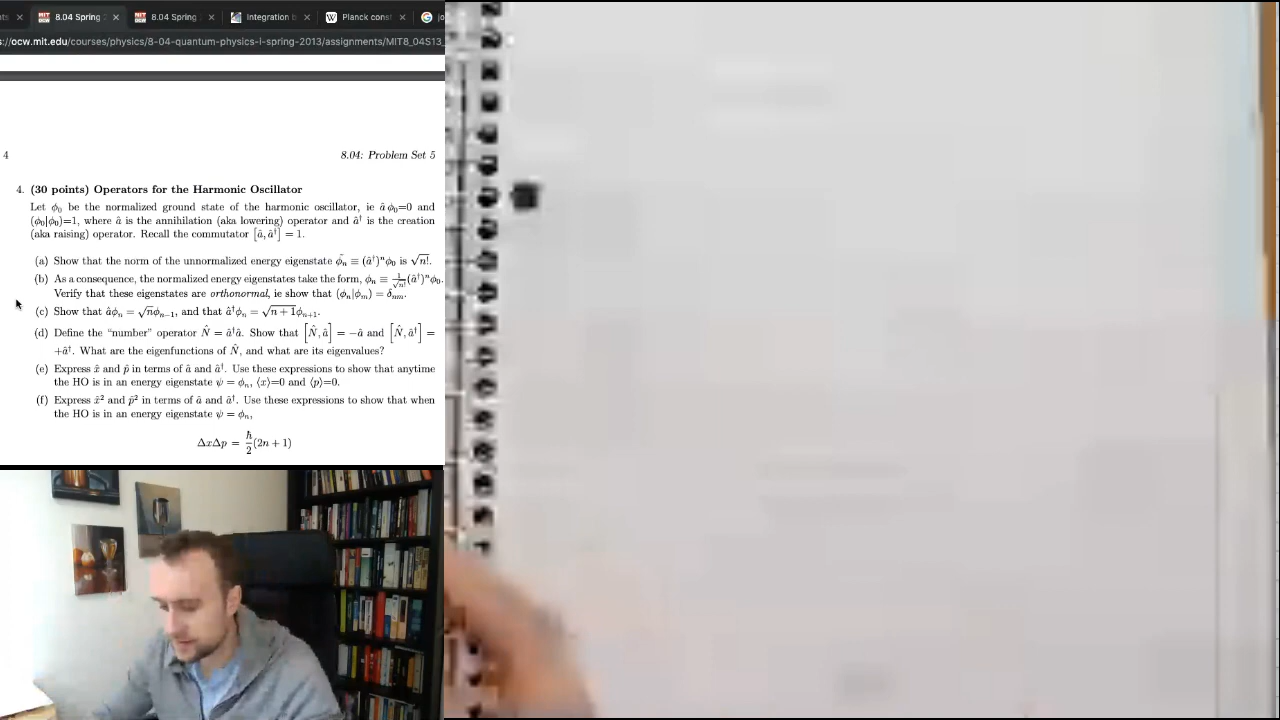 8.04 Spring
8.04 Spring
Integration b
Planck cons
s://ocw.mit.edu/courses/physics/8-04-quantum-physics-i-spring-2013/assignments/MIT8_04S13_
4 8.04: Problem Set 5
4. (30 points) Operators for the Harmonic Oscillator
Let ϕ₀ be the normalized ground state of the harmonic oscillator, ie â ϕ₀=0 and
(ϕ₀|ϕ₀)=1, where â is the annihilation (aka lowering) operator and â† is the creation
(aka raising) operator. Recall the commutator [â, â†] = 1.
(a) Show that the norm of the unnormalized energy eigenstate ϕ̃ₙ ≡ (â†)ⁿϕ₀ is √n!.
(b) As a consequence, the normalized energy eigenstates take the form, ϕₙ ≡ 1/√n! (â†)ⁿϕ₀.
Verify that these eigenstates are orthonormal, ie show that (ϕₙ|ϕₘ) = δₙₘ.
(c) Show that âϕₙ = √nϕₙ₋₁, and that â†ϕₙ = √n+1ϕₙ₊₁.
(d) Define the “number” operator N̂ = â†â. Show that [N̂, â] = −â and [N̂, â†] =
+â†. What are the eigenfunctions of N̂, and what are its eigenvalues?
(e) Express x̂ and p̂ in terms of â and â†. Use these expressions to show that anytime
the HO is in an energy eigenstate ψ = ϕₙ, ⟨x⟩=0 and ⟨p⟩=0.
(f) Express x̂² and p̂² in terms of â and â†. Use these expressions to show that when
the HO is in an energy eigenstate ψ = ϕₙ,
ΔxΔp = ℏ/2 (2n + 1)